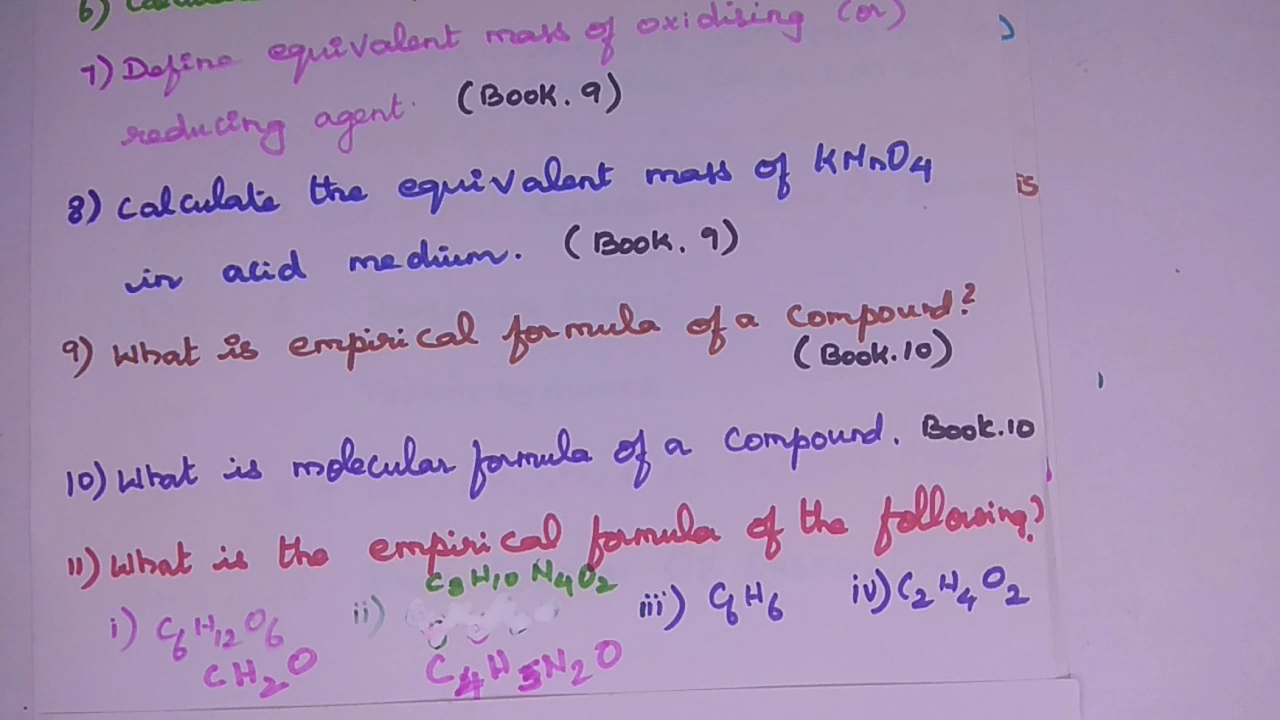 7) Define equivalent mass of oxidising (or)
reducing agent. (Book. 9)
8) Calculate the equivalent mass of KMnO4
in acid medium. (Book. 9)
9) What is empirical formula of a compound?
(Book.10)
10) What is molecular formula of a compound. Book.10
11) What is the empirical formula of the following?
i) C6H12O6 ii) C8H10N4O2 iii) C6H6 iv) C2H4O2
CH2O C4H5N2O
is